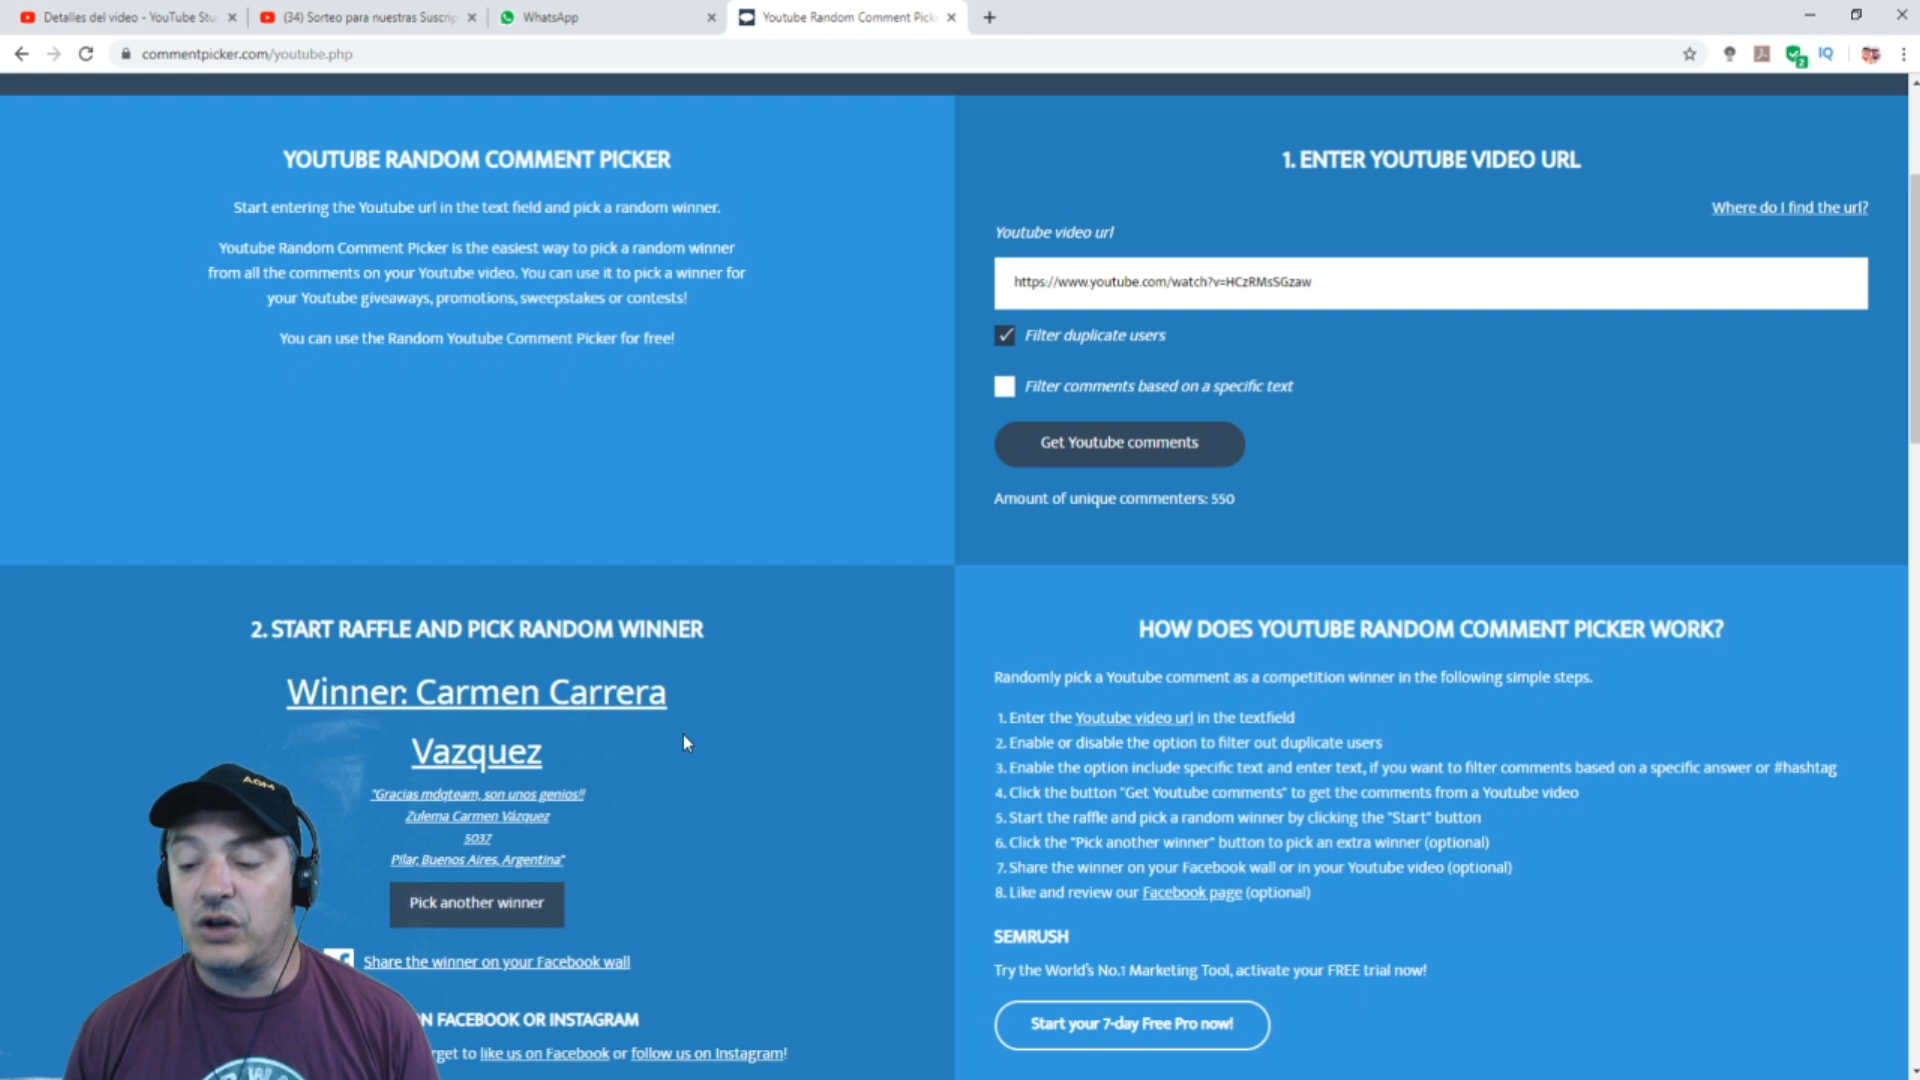 Detalles del video - YouTube Stu
(34) Sorteo para nuestras Suscrip
WhatsApp
Youtube Random Comment Pick
commentpicker.com/youtube.php
2
IQ
YOUTUBE RANDOM COMMENT PICKER
Start entering the Youtube url in the text field and pick a random winner.
Youtube Random Comment Picker is the easiest way to pick a random winner
from all the comments on your Youtube video. You can use it to pick a winner for
your Youtube giveaways, promotions, sweepstakes or contests!
You can use the Random Youtube Comment Picker for free!
1. ENTER YOUTUBE VIDEO URL
Where do I find the url?
Youtube video url
https://www.youtube.com/watch?v=HCzRMsSGzaw
Filter duplicate users
Filter comments based on a specific text
Get Youtube comments
Amount of unique commenters: 550
2. START RAFFLE AND PICK RANDOM WINNER
Winner: Carmen Carrera
Vazquez
"Gracias mdqteam, son unos genios!!
Zulema Carmen Vázquez
5037
Pilar, Buenos Aires, Argentina"
Pick another winner
Share the winner on your Facebook wall
N FACEBOOK OR INSTAGRAM
rget to like us on Facebook or follow us on Instagram!
HOW DOES YOUTUBE RANDOM COMMENT PICKER WORK?
Randomly pick a Youtube comment as a competition winner in the following simple steps.
1. Enter the Youtube video url in the textfield
2. Enable or disable the option to filter out duplicate users
3. Enable the option include specific text and enter text, if you want to filter comments based on a specific answer or #hashtag
4. Click the button "Get Youtube comments" to get the comments from a Youtube video
5. Start the raffle and pick a random winner by clicking the "Start" button
6. Click the "Pick another winner" button to pick an extra winner (optional)
7. Share the winner on your Facebook wall or in your Youtube video (optional)
8. Like and review our Facebook page (optional)
SEMRUSH
Try the World's No.1 Marketing Tool, activate your FREE trial now!
Start your 7-day Free Pro now!